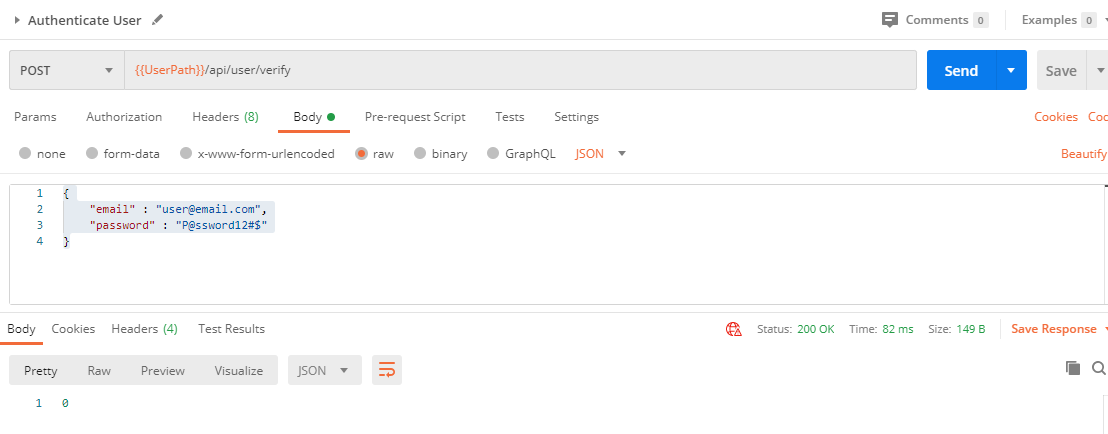 Authenticate User Comments 0 Examples 0
POST {{UserPath}}/api/user/verify Send Save
Params Authorization Headers (8) Body Pre-request Script Tests Settings Cookies Coo
none form-data x-www-form-urlencoded raw binary GraphQL JSON Beautify
1 {
2 "email" : "user@email.com",
3 "password" : "P@ssword12#$"
4 }
Body Cookies Headers (4) Test Results Status: 200 OK Time: 82 ms Size: 149 B Save Response
Pretty Raw Preview Visualize JSON
1 0